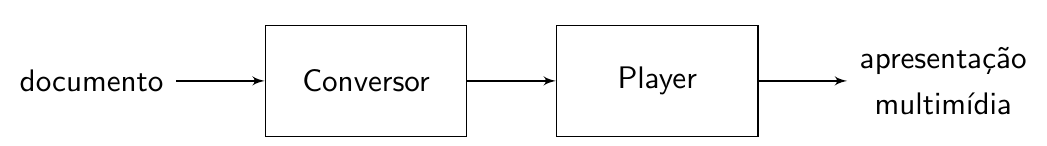 documento
Conversor
Player
apresentação
multimídia